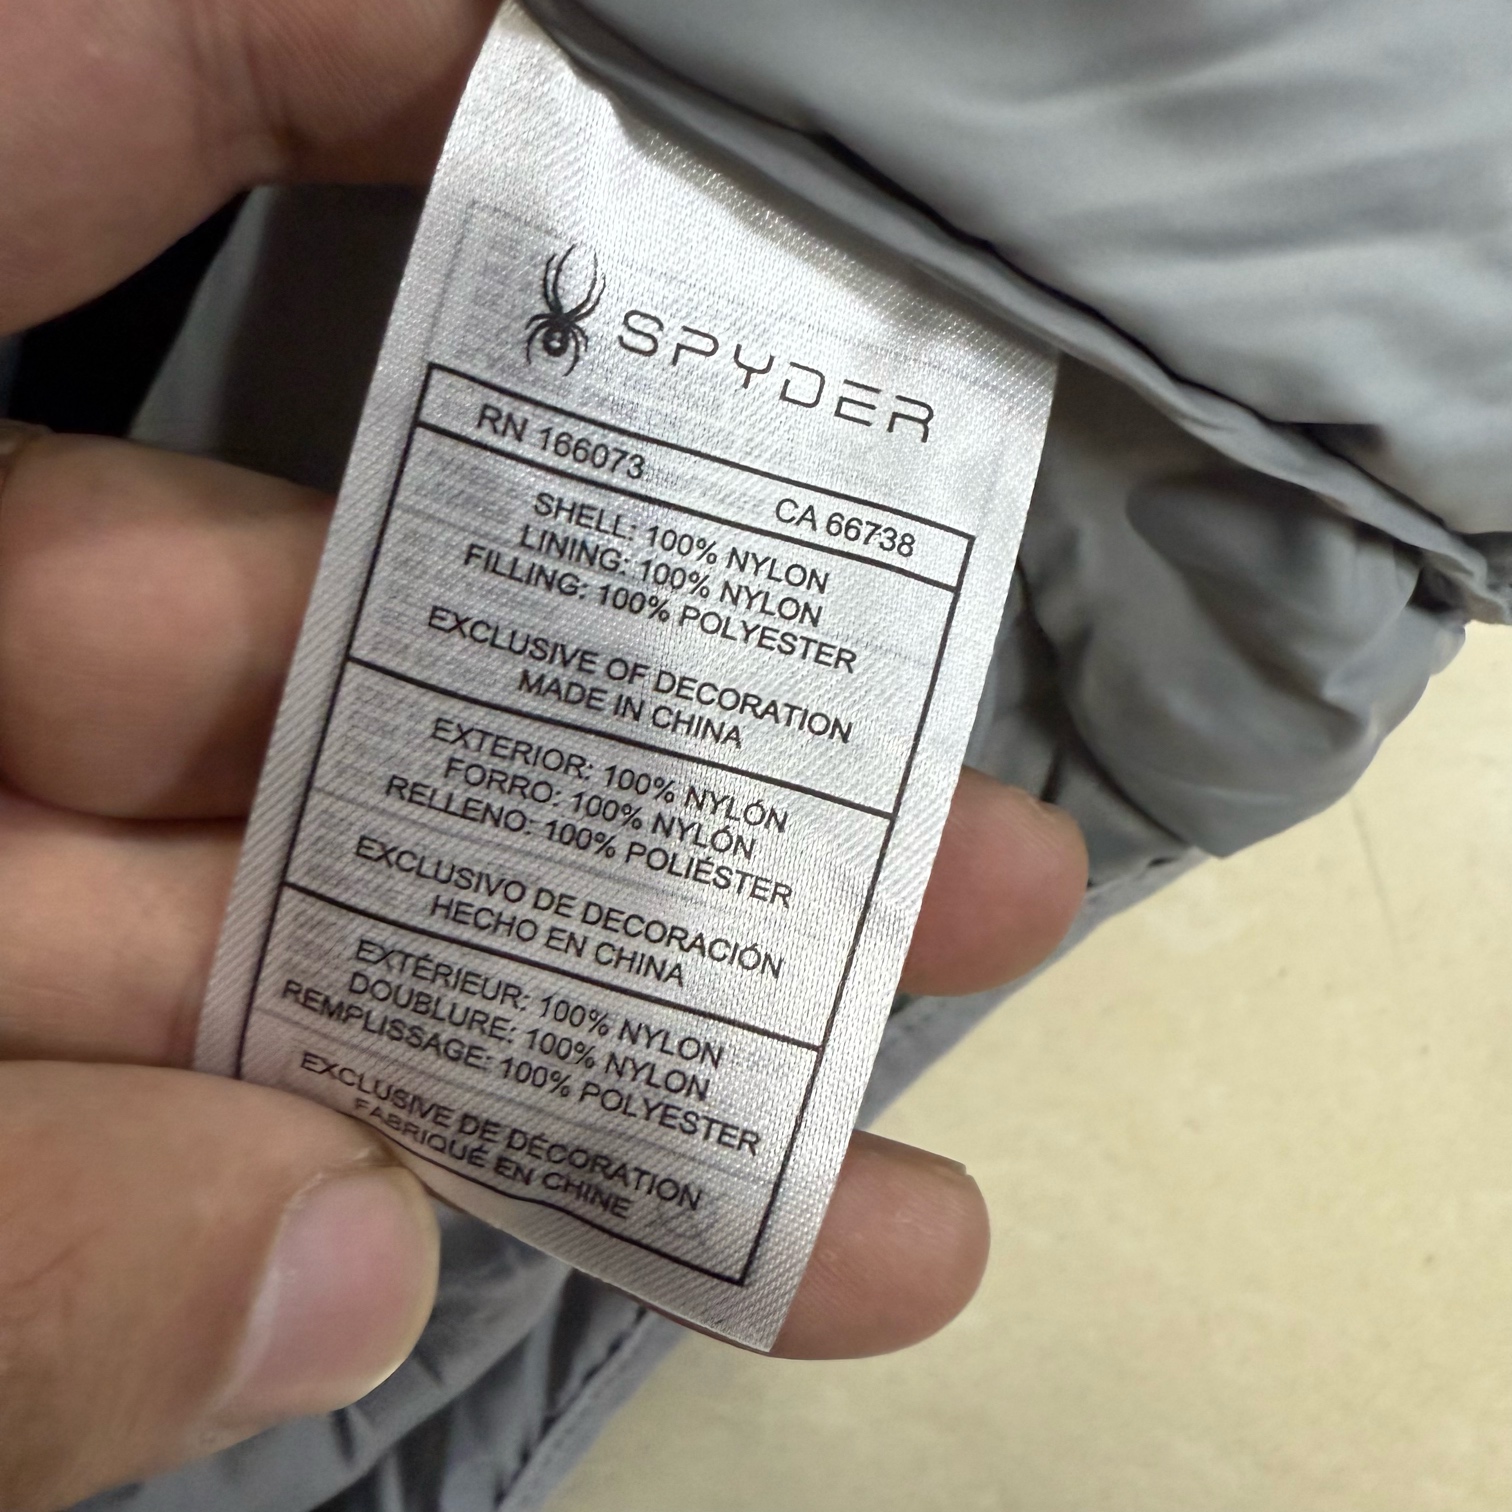 SPYDER
RN 166073 CA 66738
SHELL: 100% NYLON
LINING: 100% NYLON
FILLING: 100% POLYESTER
EXCLUSIVE OF DECORATION
MADE IN CHINA
EXTERIOR: 100% NYLÓN
FORRO: 100% NYLÓN
RELLENO: 100% POLIÉSTER
EXCLUSIVO DE DECORACIÓN
HECHO EN CHINA
EXTÉRIEUR: 100% NYLON
DOUBLURE: 100% NYLON
REMPLISSAGE: 100% POLYESTER
EXCLUSIVE DE DÉCORATION
FABRIQUÉ EN CHINE